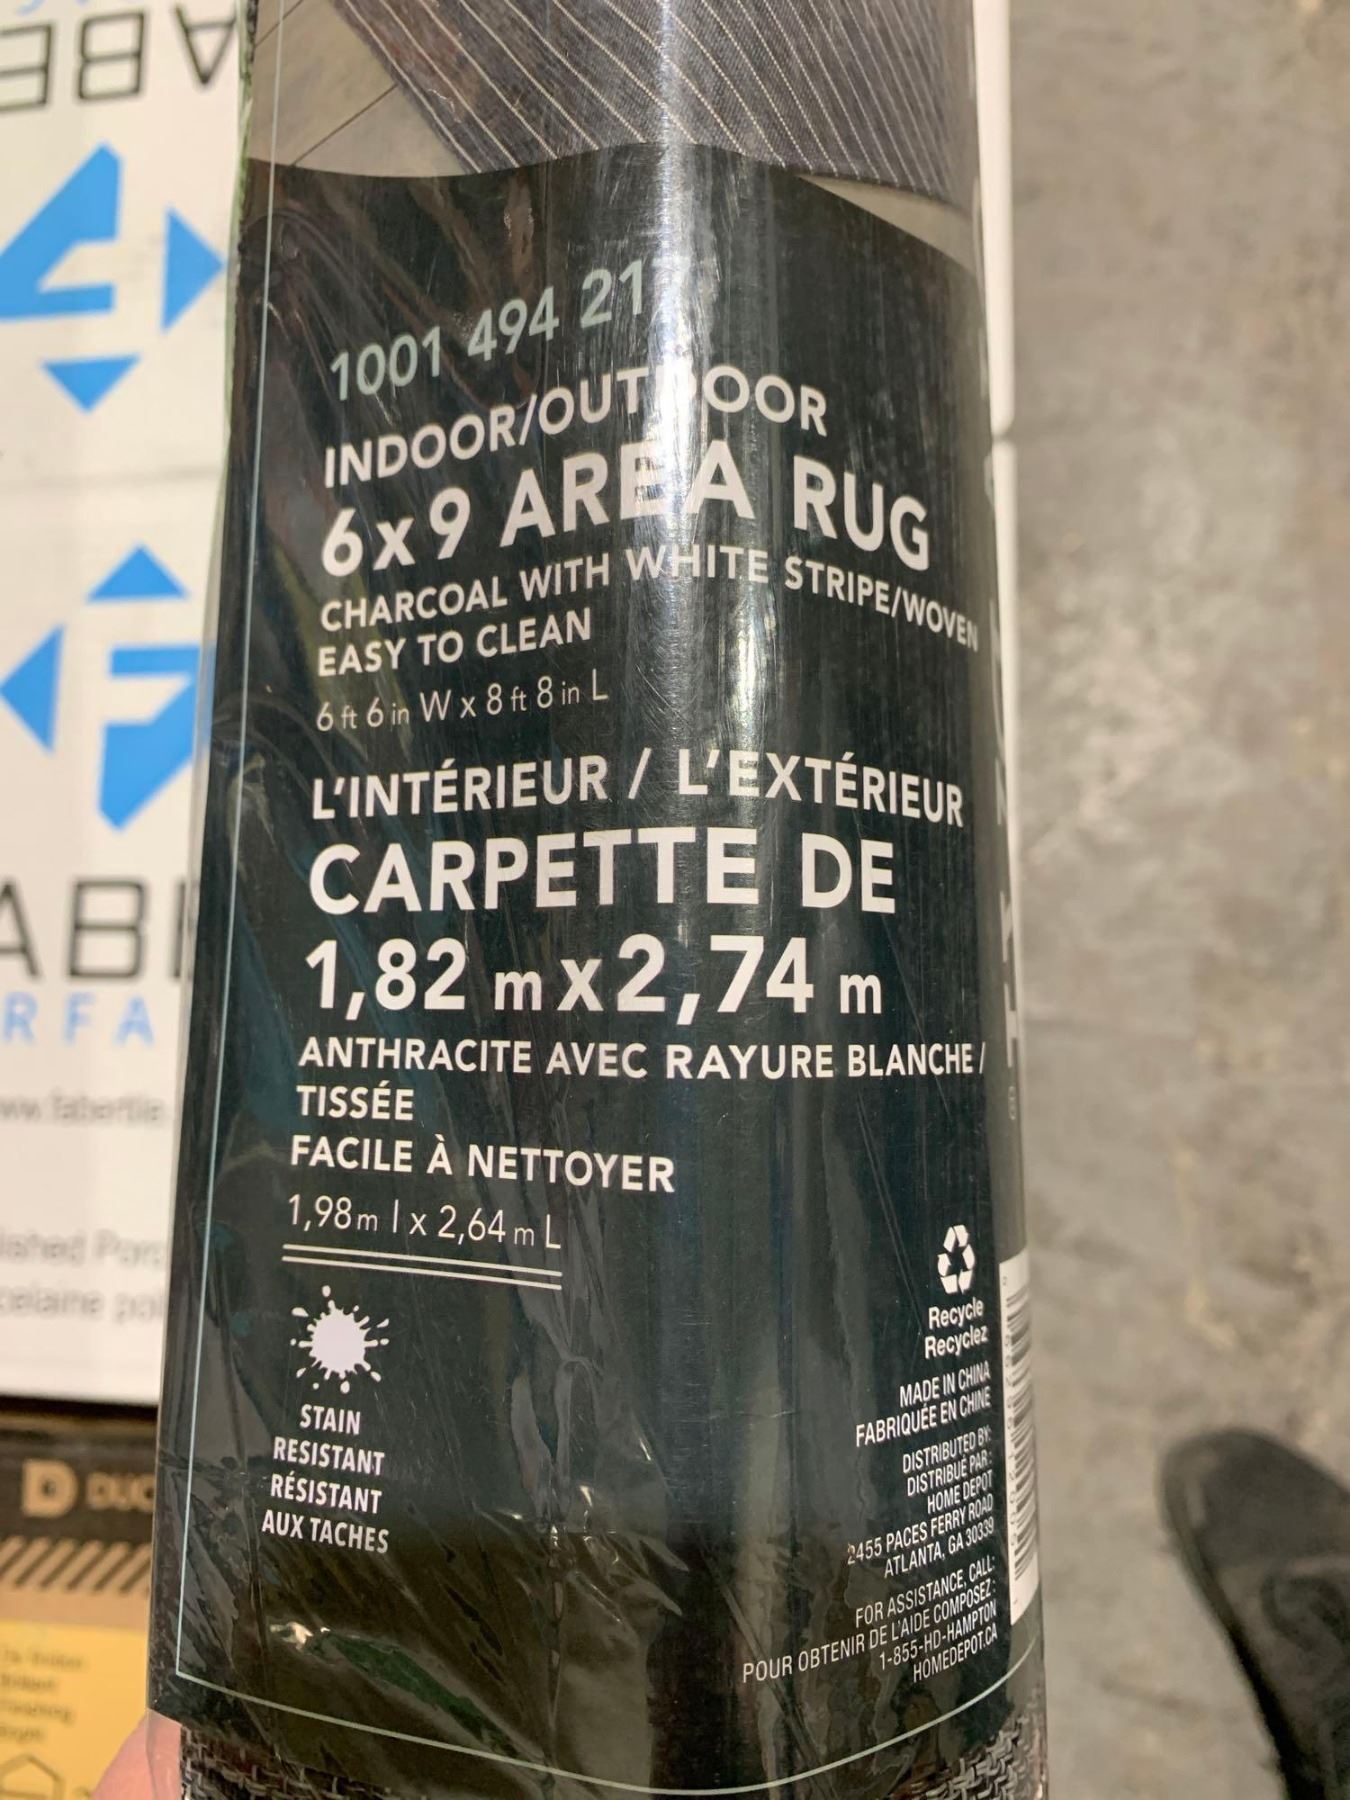 1001 494 21
INDOOR/OUTDOOR
6x9 AREA RUG
CHARCOAL WITH WHITE STRIPE/WOVEN
EASY TO CLEAN
6 ft 6 in W x 8 ft 8 in L
L'INTÉRIEUR / L'EXTÉRIEUR
CARPETTE DE
1,82 m x 2,74 m
ANTHRACITE AVEC RAYURE BLANCHE /
TISSÉE
FACILE À NETTOYER
1,98 m l x 2,64 m L
STAIN
RESISTANT
RÉSISTANT
AUX TACHES
Recycle
Recyclez
MADE IN CHINA
FABRIQUÉE EN CHINE
DISTRIBUTED BY:
DISTRIBUÉ PAR :
HOME DEPOT
2455 PACES FERRY ROAD
ATLANTA, GA 30339
FOR ASSISTANCE, CALL:
POUR OBTENIR DE L'AIDE COMPOSEZ :
1-855-HD-HAMPTON
HOMEDEPOT.CA
ABE
AB
RFA
D DUC